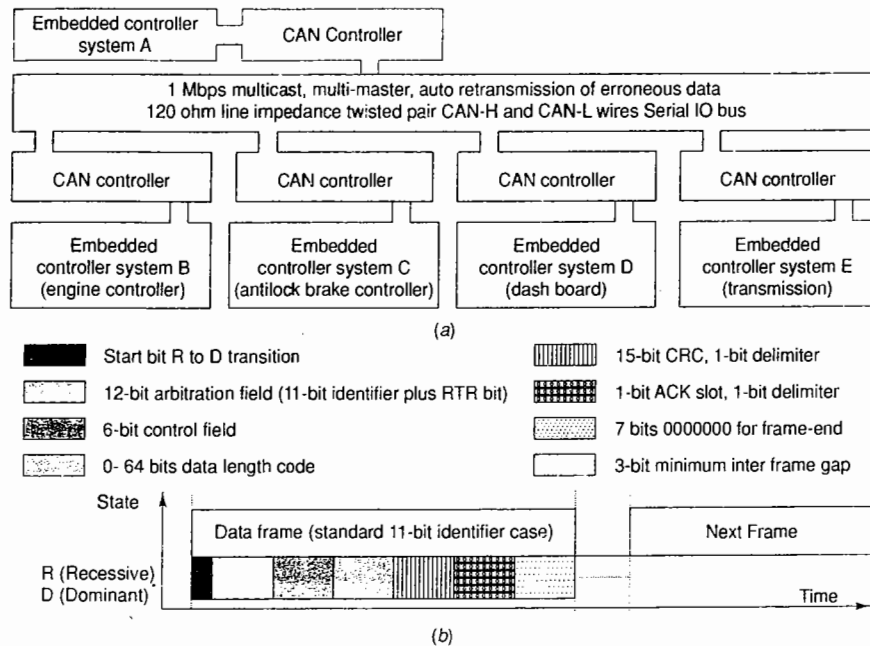 Embedded controller
system A
CAN Controller
1 Mbps multicast, multi-master, auto retransmission of erroneous data
120 ohm line impedance twisted pair CAN-H and CAN-L wires Serial IO bus
CAN controller
CAN controller
CAN controller
CAN controller
Embedded
controller system B
(engine controller)
Embedded
controller system C
(antilock brake controller)
Embedded
controller system D
(dash board)
Embedded
controller system E
(transmission)
(a)
Start bit R to D transition
12-bit arbitration field (11-bit identifier plus RTR bit)
6-bit control field
0- 64 bits data length code
15-bit CRC, 1-bit delimiter
1-bit ACK slot, 1-bit delimiter
7 bits 0000000 for frame-end
3-bit minimum inter frame gap
State
Data frame (standard 11-bit identifier case)
Next Frame
R (Recessive)
D (Dominant)
Time
(b)